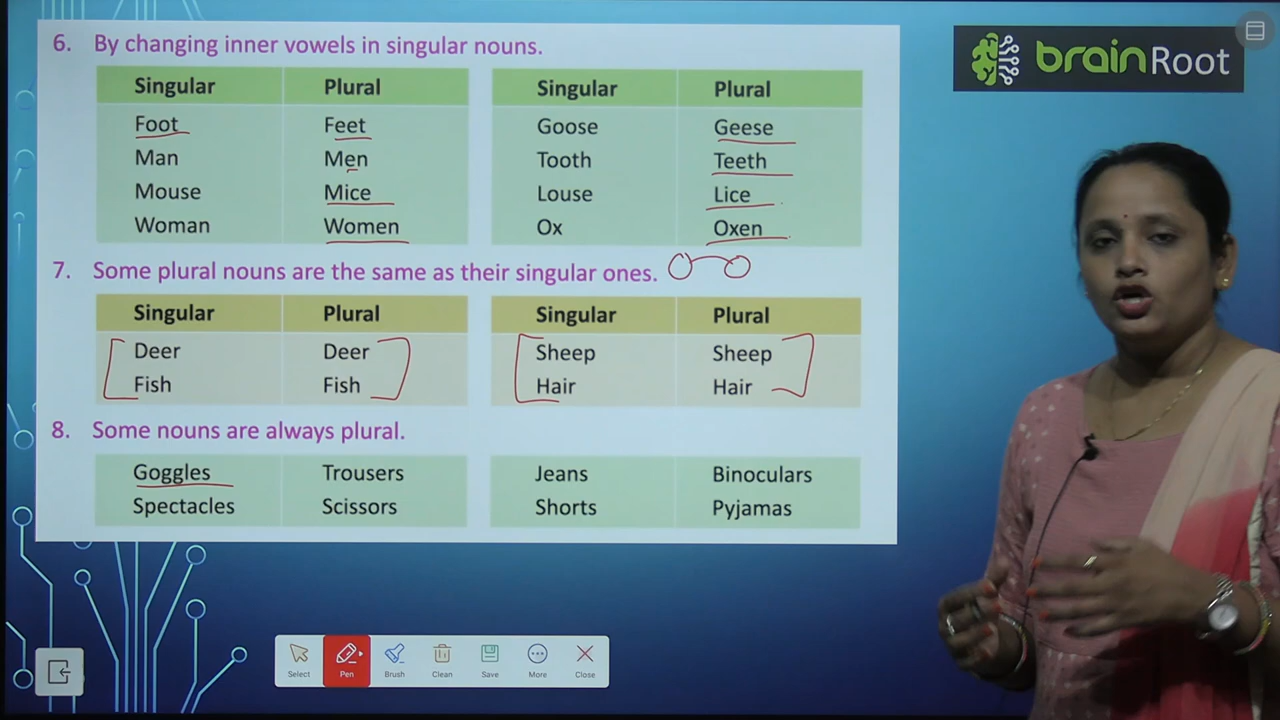 brainRoot
6. By changing inner vowels in singular nouns.
Singular Plural Singular Plural
Foot Feet Goose Geese
Man Men Tooth Teeth
Mouse Mice Louse Lice
Woman Women Ox Oxen
7. Some plural nouns are the same as their singular ones.
Singular Plural Singular Plural
Deer Deer Sheep Sheep
Fish Fish Hair Hair
8. Some nouns are always plural.
Goggles Trousers Jeans Binoculars
Spectacles Scissors Shorts Pyjamas
Select Pen Brush Clean Save More Close